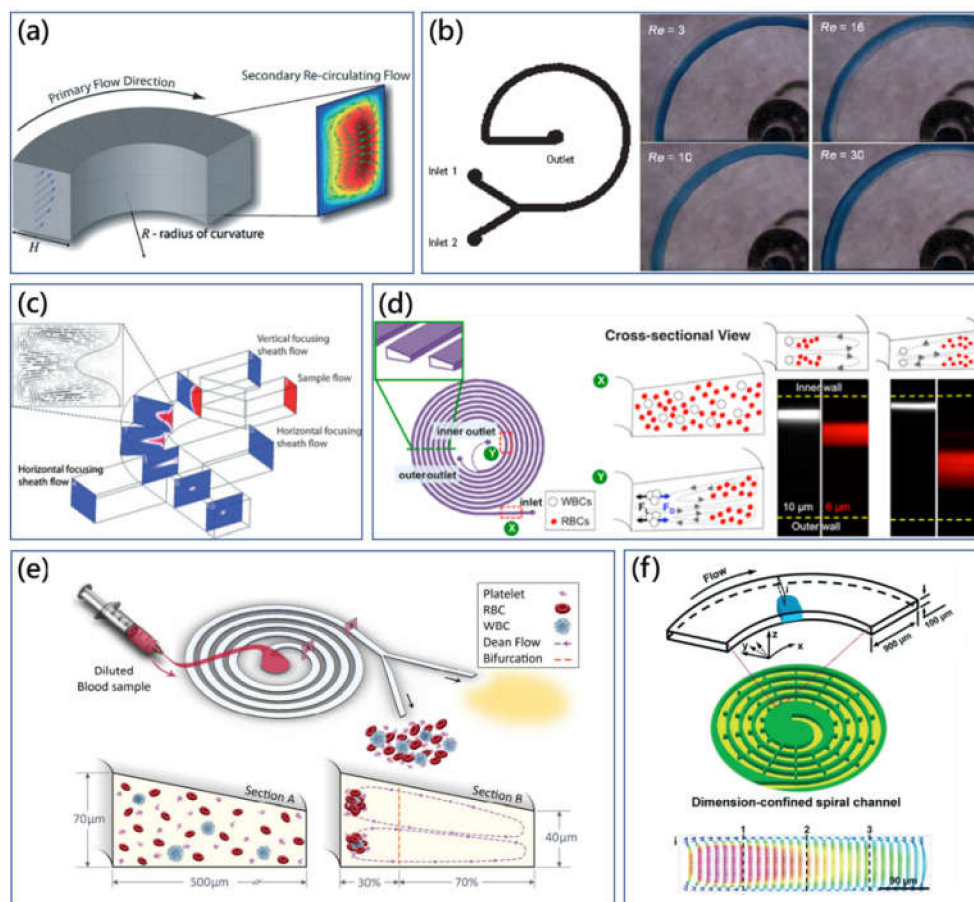 (a)
Primary Flow Direction
Secondary Re-circulating Flow
R - radius of curvature
H
(b)
Inlet 1
Inlet 2
Outlet
Re = 3
Re = 16
Re = 10
Re = 30
(c)
Vertical focusing
sheath flow
Sample flow
Horizontal focusing
sheath flow
Horizontal focusing
sheath flow
(d)
inner outlet
Y
outer outlet
inlet
X
WBCs
RBCs
Cross-sectional View
X
Y
F_L
F_D
Inner wall
10 μm
6 μm
Outer wall
(e)
Diluted
Blood sample
Platelet
RBC
WBC
Dean Flow
Bifurcation
Section A
70μm
500μm
Section B
40μm
30%
70%
(f)
Flow
i
z
y
x
900 μm
100 μm
Dimension-confined spiral channel
i
1
2
3
90 μm